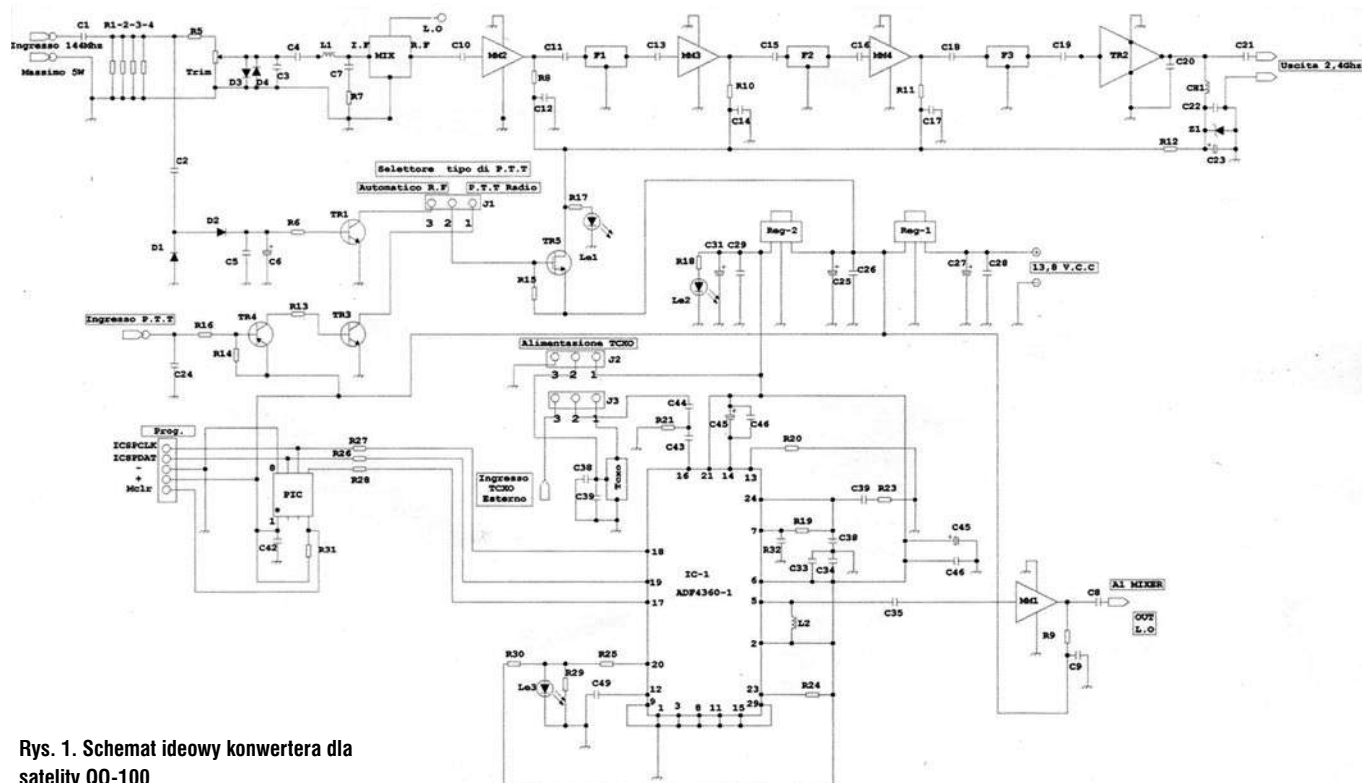 C1
R1-2-3-4
R5
C4
L1
I.F
MIX
R.F
L.O
C10
MM2
C11
F1
C13
MM3
C15
F2
C16
MM4
C18
F3
C19
TR2
C20
C21
Ingresso 144Mhz
Massimo 5W
Trim
D3
D4
C3
C7
R7
R8
C12
R10
C14
R11
C17
CH1
C22
Z1
C23
R12
Uscita 2,4Ghz
C2
Selettore tipo di P.T.T
Automatico R.F
P.T.T Radio
J1
3 2 1
R17
Le1
TR5
R15
D1
D2
C5
C6
R6
TR1
Reg-2
Reg-1
R18
C31
C29
Le2
C25
C26
C27
C28
13,8 V.C.C
Ingresso P.T.T
R16
C24
R14
TR4
R13
TR3
Alimentazione TCXO
J2
3 2 1
J3
3 2 1
C44
R21
C43
C45
C46
R20
Prog.
ICSPCLK
ICSPDAT
-
+
Mclr
8
PIC
1
R27
R26
R28
C42
R31
Ingresso
TCXO
Esterno
C38
C39
Tcxo
16
21
14
13
24
C39
R23
7
R19
R32
C38
C33
C34
C45
C46
18
19
17
IC-1
ADF4360-1
6
5
L2
2
C35
MM1
C8
A1 MIXER
OUT
L.O
R9
C9
R30
R25
Le3
R29
C49
20
12
9
1
3
8
11
15
23
29
R24
Rys. 1. Schemat ideowy konwertera dla
satelity QO-100